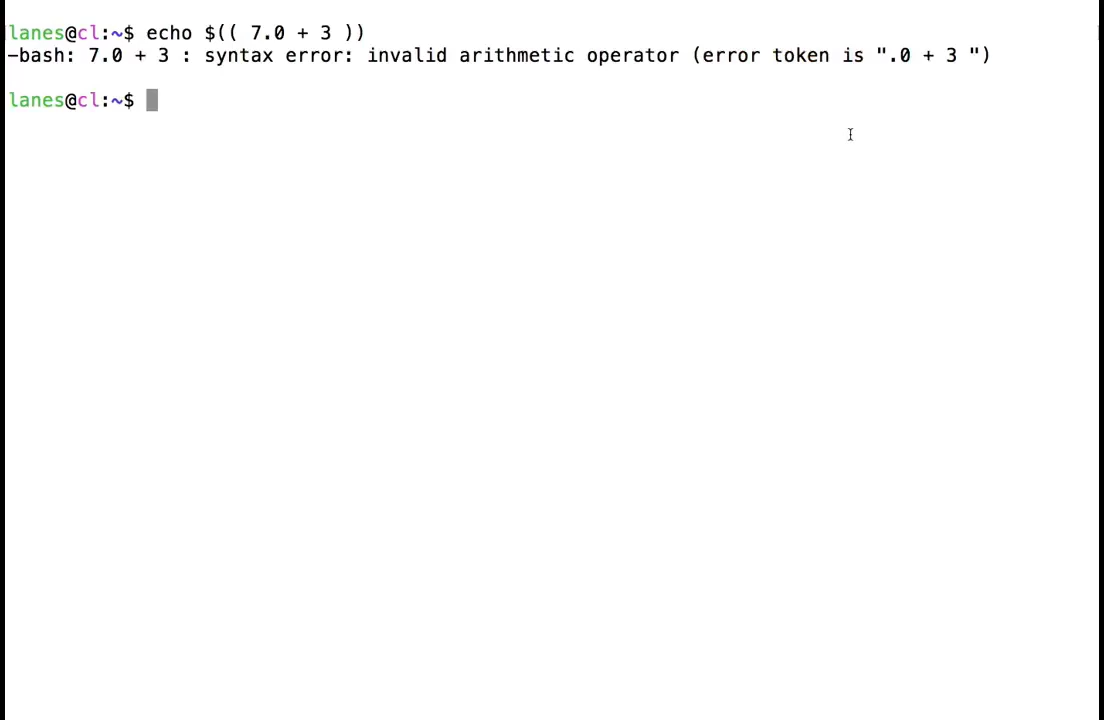 lanes@cl:~$ echo $(( 7.0 + 3 ))
-bash: 7.0 + 3 : syntax error: invalid arithmetic operator (error token is ".0 + 3 ")
lanes@cl:~$